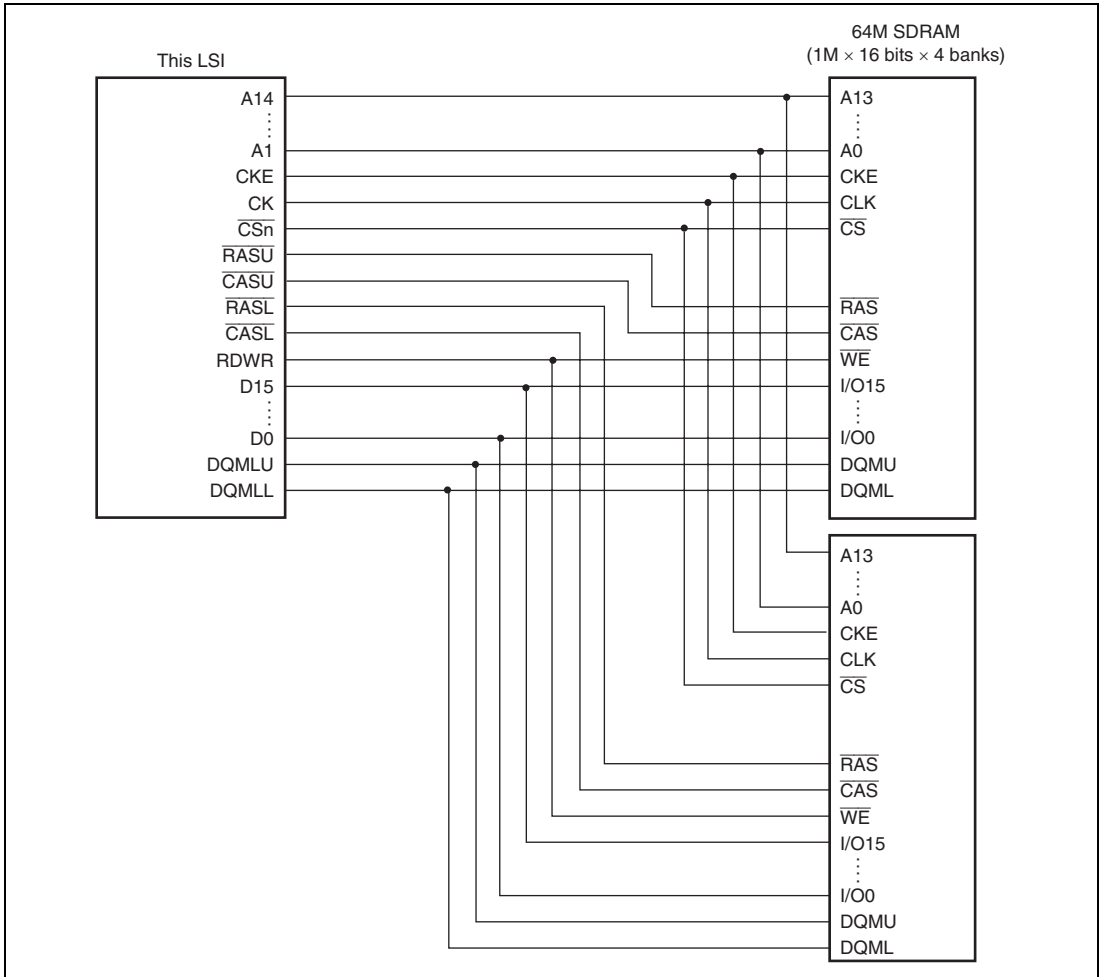 This LSI
A14
A1
CKE
CK
CSn
RASU
CASU
RASL
CASL
RDWR
D15
D0
DQMLU
DQMLL
64M SDRAM
(1M × 16 bits × 4 banks)
A13
A0
CKE
CLK
CS
RAS
CAS
WE
I/O15
I/O0
DQMU
DQML
A13
A0
CKE
CLK
CS
RAS
CAS
WE
I/O15
I/O0
DQMU
DQML